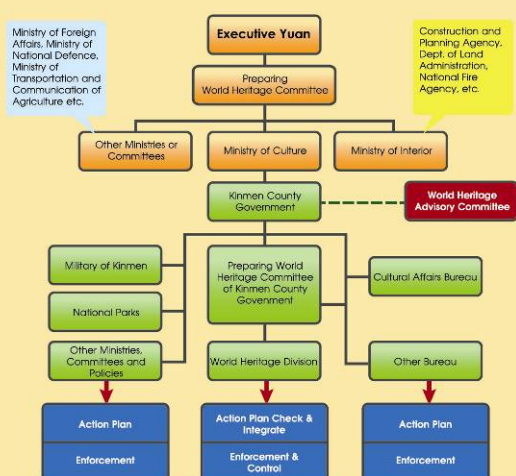 Ministry of Foreign
Affairs, Ministry of
National Defence,
Ministry of
Transportation and
Communication of
Agriculture etc.
Executive Yuan
Construction and
Planning Agency,
Dept. of Land
Administration,
National Fire
Agency, etc.
Preparing
World Heritage Committee
Other Ministries or
Committees
Ministry of Culture
Ministry of Interior
Kinmen County
Government
World Heritage
Advisory Committee
Military of Kinmen
Preparing World
Heritage Committee
of Kinmen County
Govenment
Cultural Affairs Bureau
National Parks
Other Ministries,
Committees and
Policies
World Heritage Division
Other Bureau
Action Plan
Action Plan Check &
Integrate
Action Plan
Enforcement
Enforcement &
Control
Enforcement